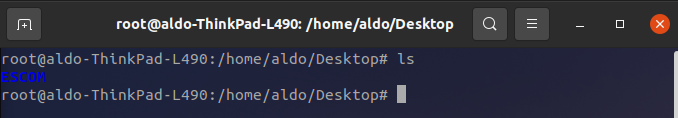 root@aldo-ThinkPad-L490: /home/aldo/Desktop
root@aldo-ThinkPad-L490:/home/aldo/Desktop# ls
ESCOM
root@aldo-ThinkPad-L490:/home/aldo/Desktop#